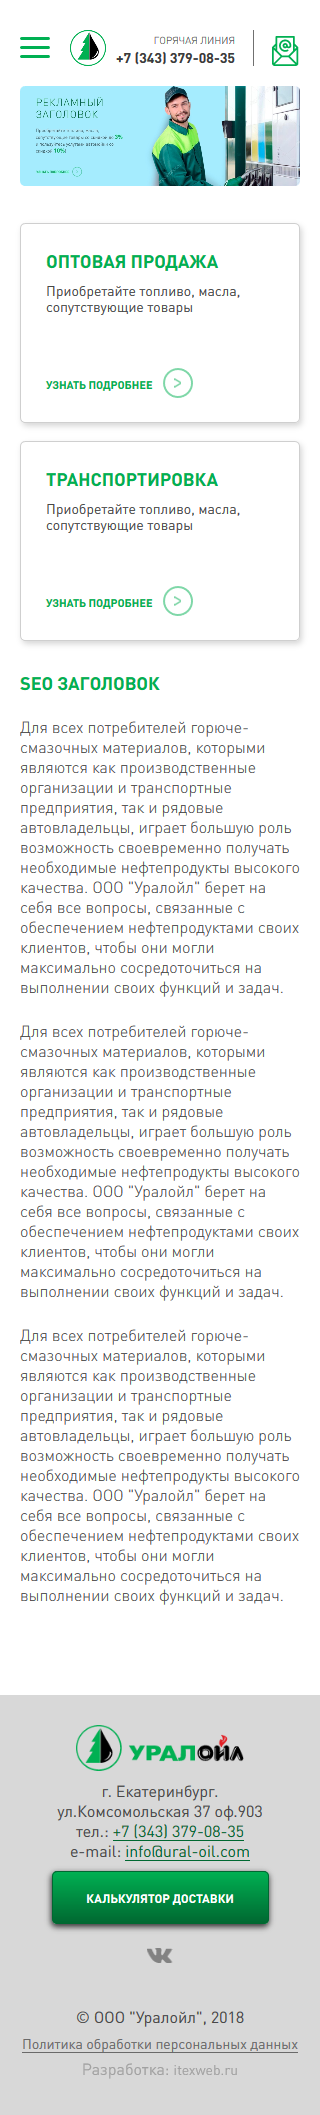 ГОРЯЧАЯ ЛИНИЯ
+7 (343) 379-08-35
РЕКЛАМНЫЙ
ЗАГОЛОВОК
ОПТОВАЯ ПРОДАЖА
Приобретайте топливо, масла,
сопутствующие товары
УЗНАТЬ ПОДРОБНЕЕ
ТРАНСПОРТИРОВКА
Приобретайте топливо, масла,
сопутствующие товары
УЗНАТЬ ПОДРОБНЕЕ
SEO ЗАГОЛОВОК
Для всех потребителей горюче-
смазочных материалов, которыми
являются как производственные
организации и транспортные
предприятия, так и рядовые
автовладельцы, играет большую роль
возможность своевременно получать
необходимые нефтепродукты высокого
качества. ООО "Уралойл" берет на
себя все вопросы, связанные с
обеспечением нефтепродуктами своих
клиентов, чтобы они могли
максимально сосредоточиться на
выполнении своих функций и задач.
Для всех потребителей горюче-
смазочных материалов, которыми
являются как производственные
организации и транспортные
предприятия, так и рядовые
автовладельцы, играет большую роль
возможность своевременно получать
необходимые нефтепродукты высокого
качества. ООО "Уралойл" берет на
себя все вопросы, связанные с
обеспечением нефтепродуктами своих
клиентов, чтобы они могли
максимально сосредоточиться на
выполнении своих функций и задач.
Для всех потребителей горюче-
смазочных материалов, которыми
являются как производственные
организации и транспортные
предприятия, так и рядовые
автовладельцы, играет большую роль
возможность своевременно получать
необходимые нефтепродукты высокого
качества. ООО "Уралойл" берет на
себя все вопросы, связанные с
обеспечением нефтепродуктами своих
клиентов, чтобы они могли
максимально сосредоточиться на
выполнении своих функций и задач.
УРАЛОЙЛ
г. Екатеринбург.
ул.Комсомольская 37 оф.903
тел.: +7 (343) 379-08-35
e-mail: info@ural-oil.com
КАЛЬКУЛЯТОР ДОСТАВКИ
© ООО "Уралойл", 2018
Политика обработки персональных данных
Разработка: itexweb.ru